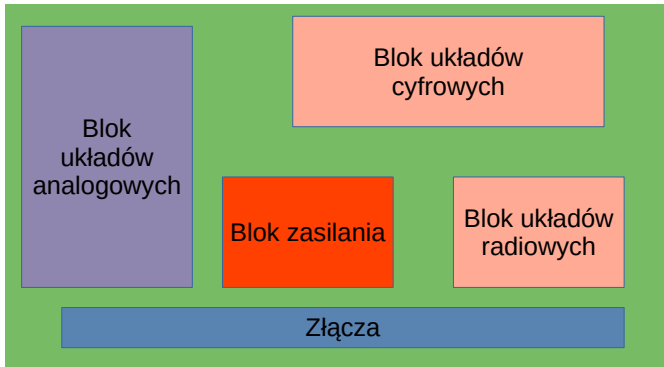 Blok
układów
analogowych
Blok układów
cyfrowych
Blok zasilania
Blok układów
radiowych
Złącza